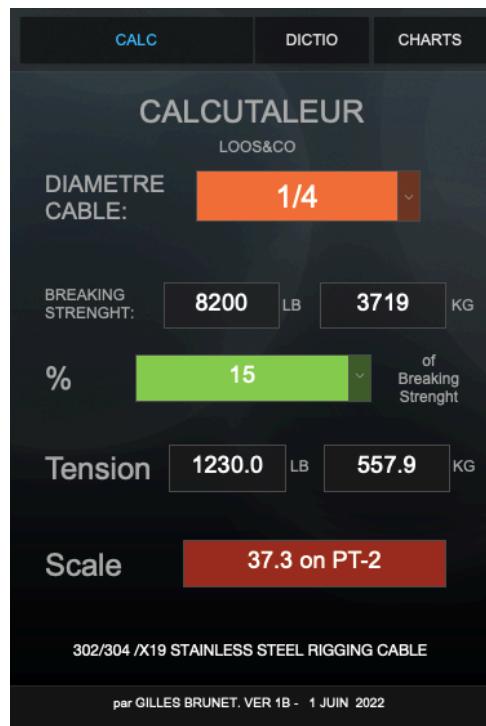 CALC DICTIO CHARTS
CALCUTALEUR
LOOS&CO
DIAMETRE
CABLE:
1/4
BREAKING
STRENGHT:
8200 LB 3719 KG
% 15
of
Breaking
Strenght
Tension 1230.0 LB 557.9 KG
Scale 37.3 on PT-2
302/304 /X19 STAINLESS STEEL RIGGING CABLE
par GILLES BRUNET. VER 1B - 1 JUIN 2022